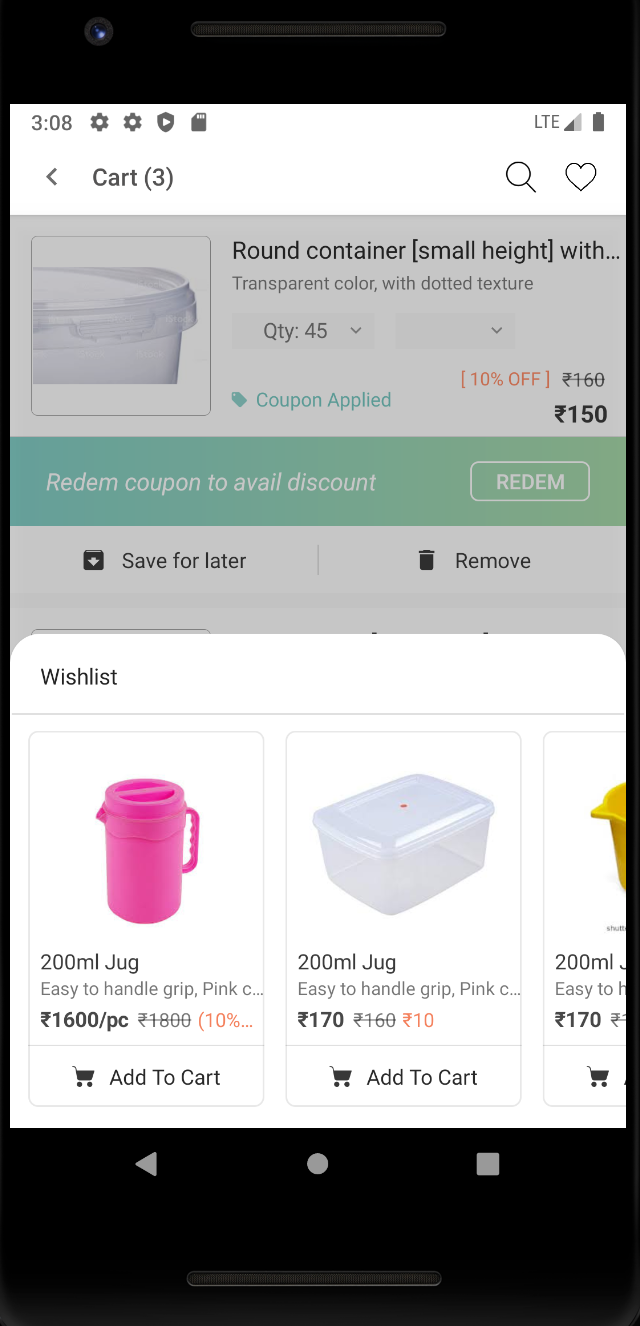 3:08
LTE
Cart (3)
Round container [small height] with...
Transparent color, with dotted texture
Qty: 45
[ 10% OFF ] ₹160
Coupon Applied
₹150
Redem coupon to avail discount
REDEM
Save for later
Remove
Wishlist
200ml Jug
Easy to handle grip, Pink c...
₹1600/pc ₹1800 (10%...
Add To Cart
200ml Jug
Easy to handle grip, Pink c...
₹170 ₹160 ₹10
Add To Cart
200ml
Easy to
₹170